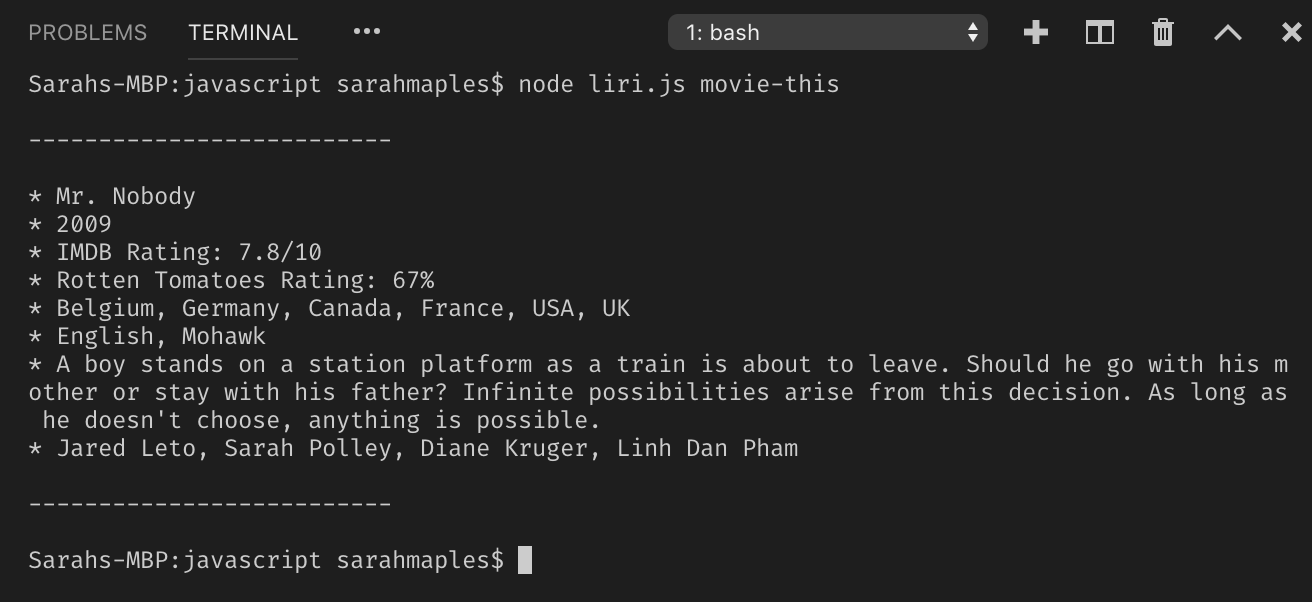 PROBLEMS TERMINAL ••• 1: bash
Sarahs-MBP:javascript sarahmaples$ node liri.js movie-this
--------------------------
* Mr. Nobody
* 2009
* IMDB Rating: 7.8/10
* Rotten Tomatoes Rating: 67%
* Belgium, Germany, Canada, France, USA, UK
* English, Mohawk
* A boy stands on a station platform as a train is about to leave. Should he go with his m
other or stay with his father? Infinite possibilities arise from this decision. As long as
 he doesn't choose, anything is possible.
* Jared Leto, Sarah Polley, Diane Kruger, Linh Dan Pham
--------------------------
Sarahs-MBP:javascript sarahmaples$